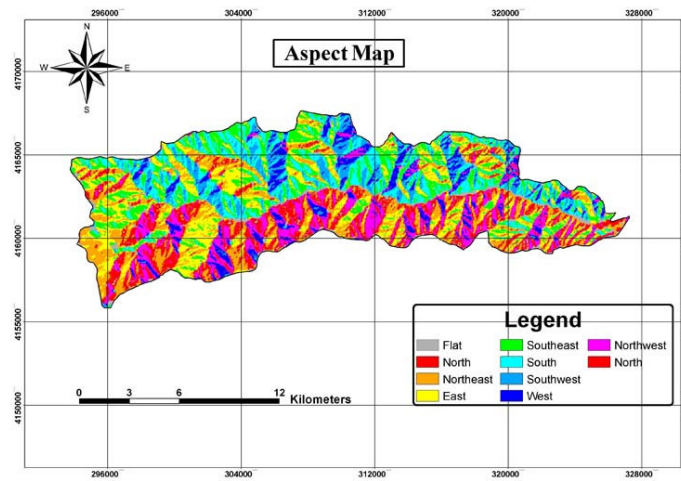 296000 304000 312000 320000 328000
N
W E
S
Aspect Map
4170000
4165000
4160000
4155000
4150000
Legend
Flat Southeast Northwest
North South North
Northeast Southwest
East West
0 3 6 12 Kilometers
296000 304000 312000 320000 328000